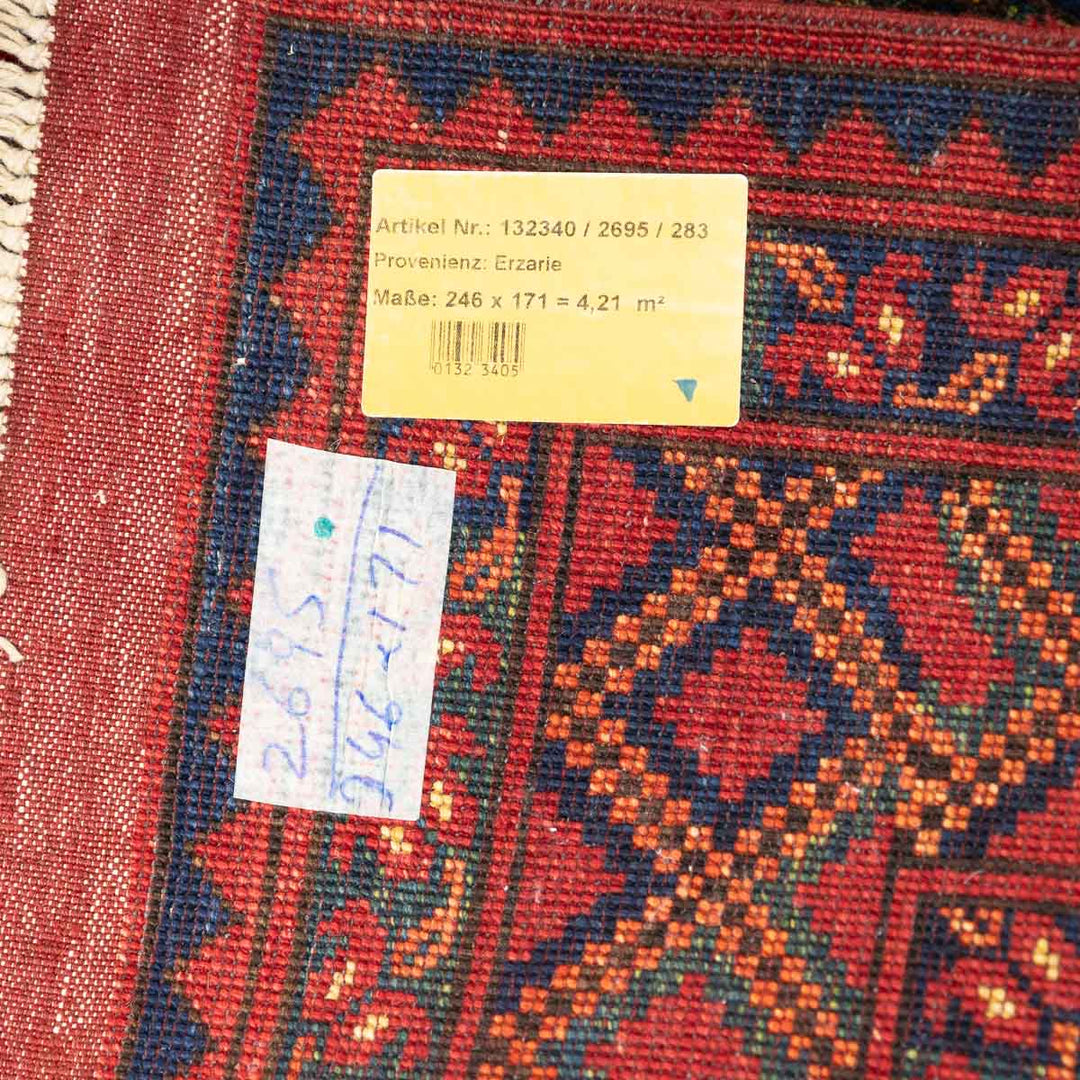 Artikel Nr.: 132340 / 2695 / 283
Provenienz: Erzarie
Maße: 246 x 171 = 4,21 m²
0132 3405
2695
246 x 171